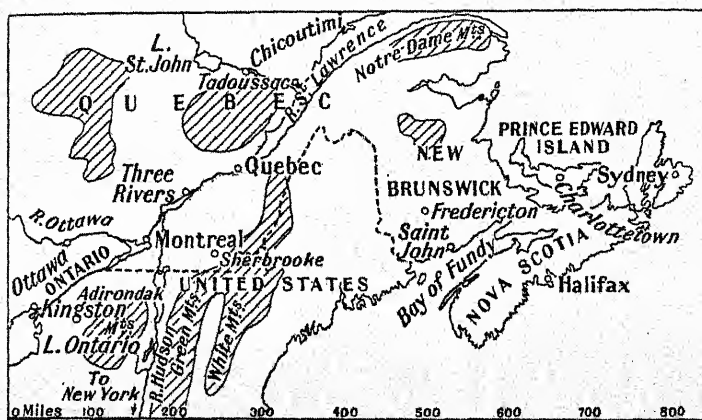 L.
St.John
Chicoutimi
Tadoussac
R.St-Lawrence
Notre Dame Mts
QUEBEC
NEW
BRUNSWICK
PRINCE EDWARD
ISLAND
Sydney
Charlottetown
Three
Rivers
Quebec
Fredericton
Saint
John
R.Ottawa
Montreal
Sherbrooke
Ottawa
ONTARIO
UNITED STATES
Bay of Fundy
NOVA SCOTIA
Halifax
Kingston
Adirondak
Mts
L.Ontario
R.Hudson
Green Mts
White Mts.
To
New York
0 Miles 100 200 300 400 500 600 700 800